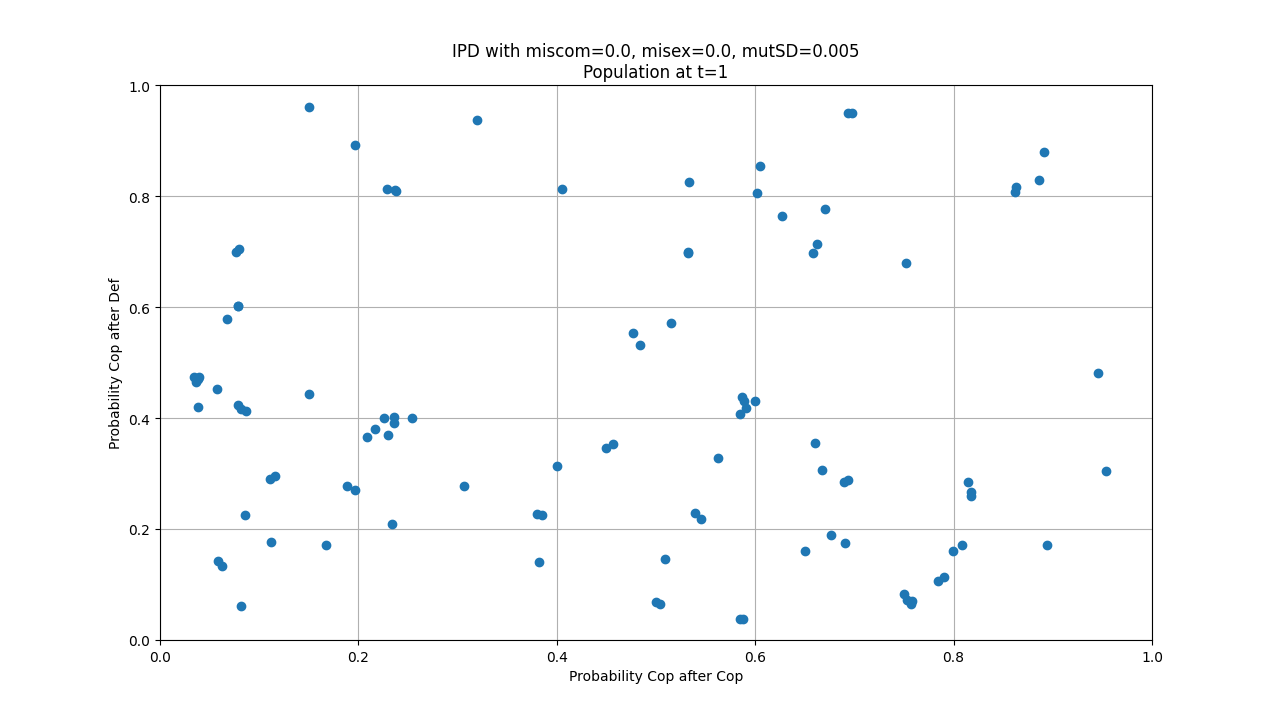 IPD with miscom=0.0, misex=0.0, mutSD=0.005
Population at t=1
1.0
0.8
0.6
0.4
0.2
0.0
Probability Cop after Def
0.0 0.2 0.4 0.6 0.8 1.0
Probability Cop after Cop